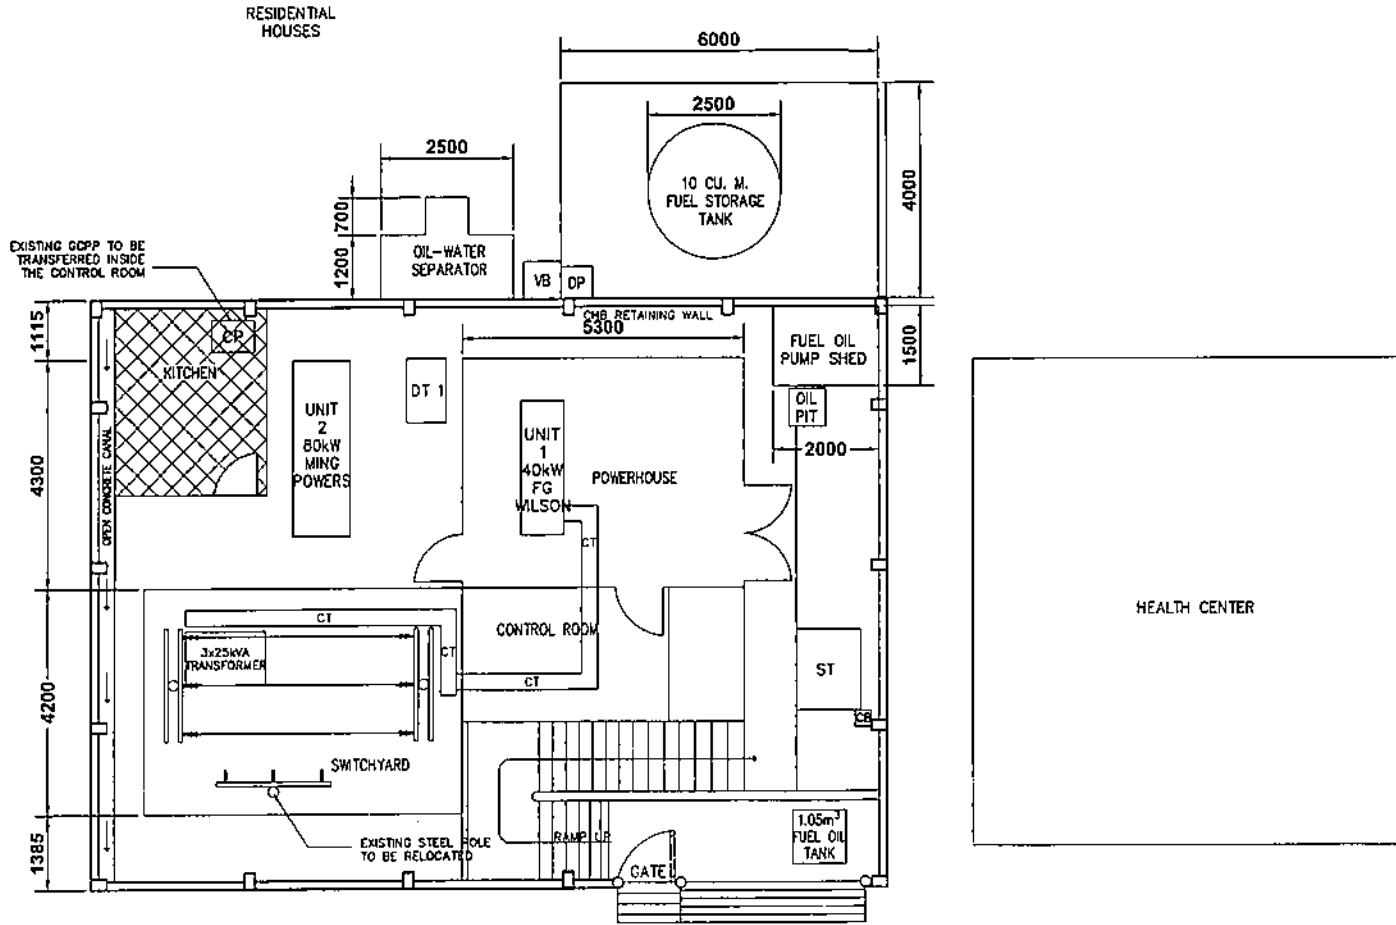 RESIDENTIAL
HOUSES
6000
2500
10 CU. M.
FUEL STORAGE
TANK
4000
2500
700
1200
OIL-WATER
SEPARATOR
EXISTING GCPP TO BE
TRANSFERRED INSIDE
THE CONTROL ROOM
VB
DP
CHB RETAINING WALL
5300
1115
CP
KITCHEN
FUEL OIL
PUMP SHED
1500
DT 1
OIL
PIT
2000
UNIT
2
80kW
MING
POWERS
UNIT
1
40kW
FG
WILSON
POWERHOUSE
4300
OPEN CONCRETE CANAL
CT
HEALTH CENTER
CT
CONTROL ROOM
3x25kVA
TRANSFORMER
CT
CT
ST
CB
4200
SWITCHYARD
1.05m³
FUEL OIL
TANK
EXISTING STEEL POLE
TO BE RELOCATED
RAMP UP
GATE
1385